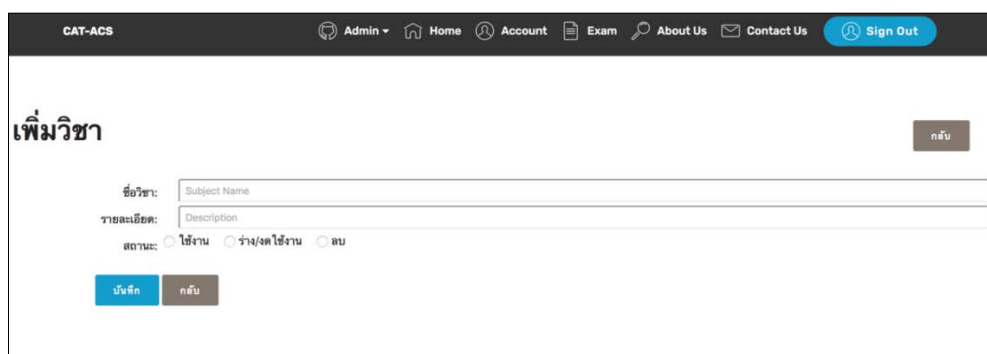 CAT-ACS Admin Home Account Exam About Us Contact Us Sign Out
เพิ่มวิชา
กลับ
ชื่อวิชา: Subject Name
รายละเอียด: Description
สถานะ: ใช้งาน ร่าง/งดใช้งาน ลบ
บันทึก กลับ